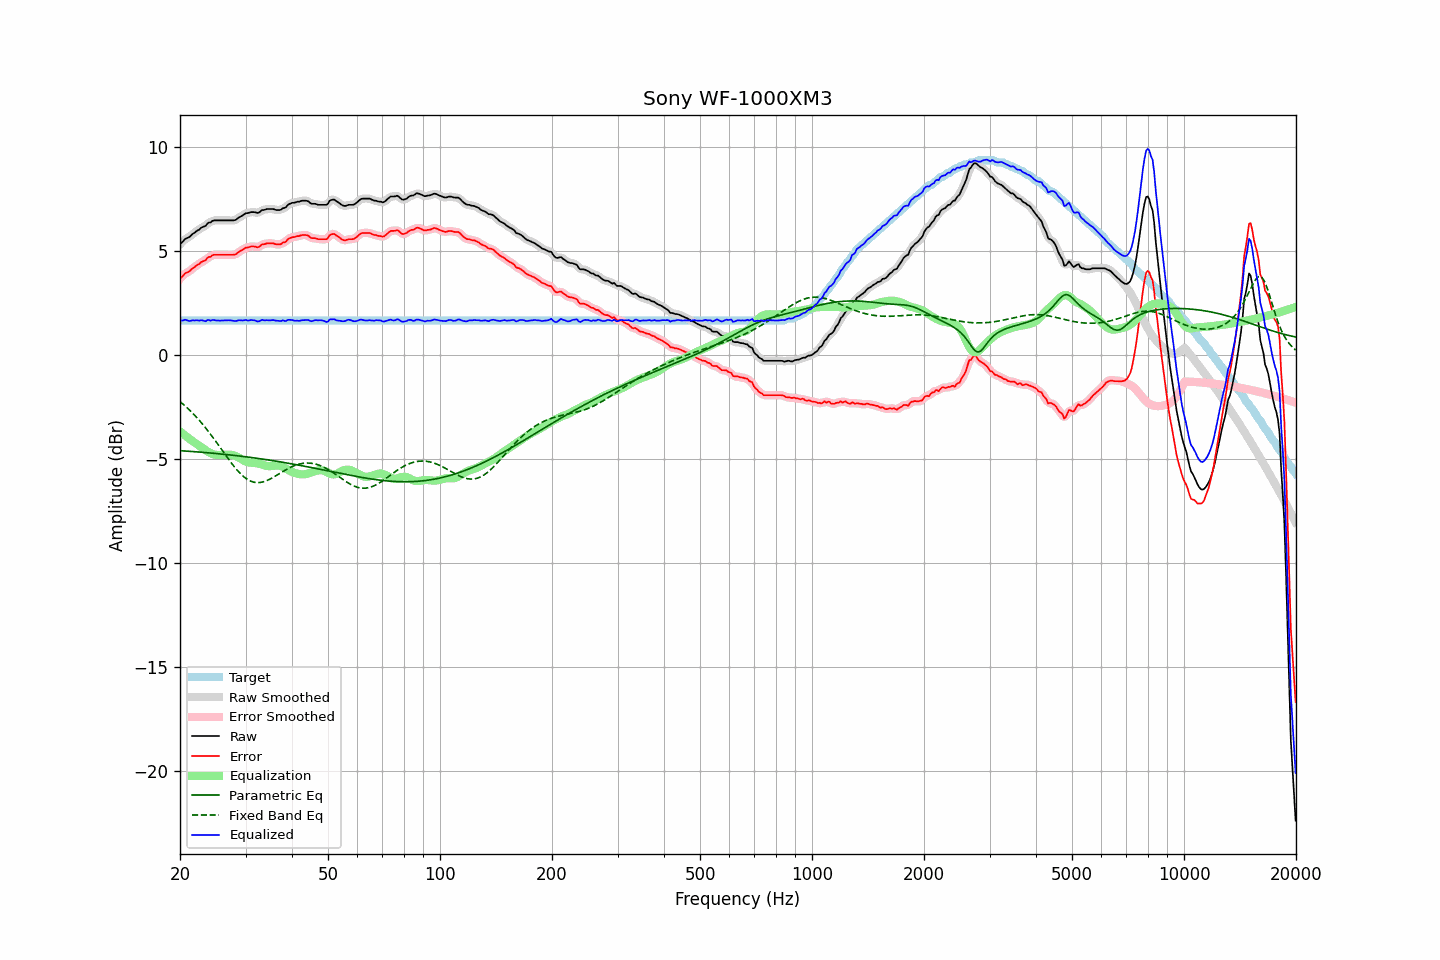 Sony WF-1000XM3
Amplitude (dBr)
10
5
0
−5
−10
−15
−20
Target
Raw Smoothed
Error Smoothed
Raw
Error
Equalization
Parametric Eq
Fixed Band Eq
Equalized
20 50 100 200 500 1000 2000 5000 10000 20000
Frequency (Hz)